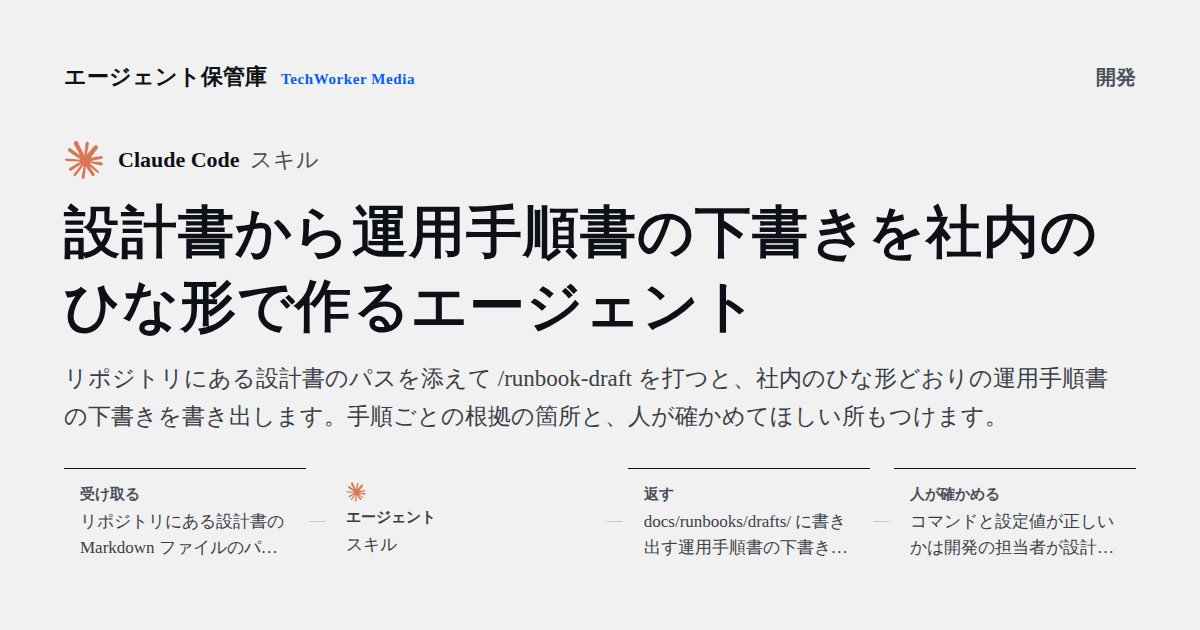 エージェント保管庫 TechWorker Media
開発
Claude Code スキル
設計書から運用手順書の下書きを社内の
ひな形で作るエージェント
リポジトリにある設計書のパスを添えて /runbook-draft を打つと、社内のひな形どおりの運用手順書
の下書きを書き出します。手順ごとの根拠の箇所と、人が確かめてほしい所もつけます。
受け取る
リポジトリにある設計書の
Markdown ファイルのパ…
エージェント
スキル
返す
docs/runbooks/drafts/ に書き
出す運用手順書の下書き…
人が確かめる
コマンドと設定値が正しい
かは開発の担当者が設計…